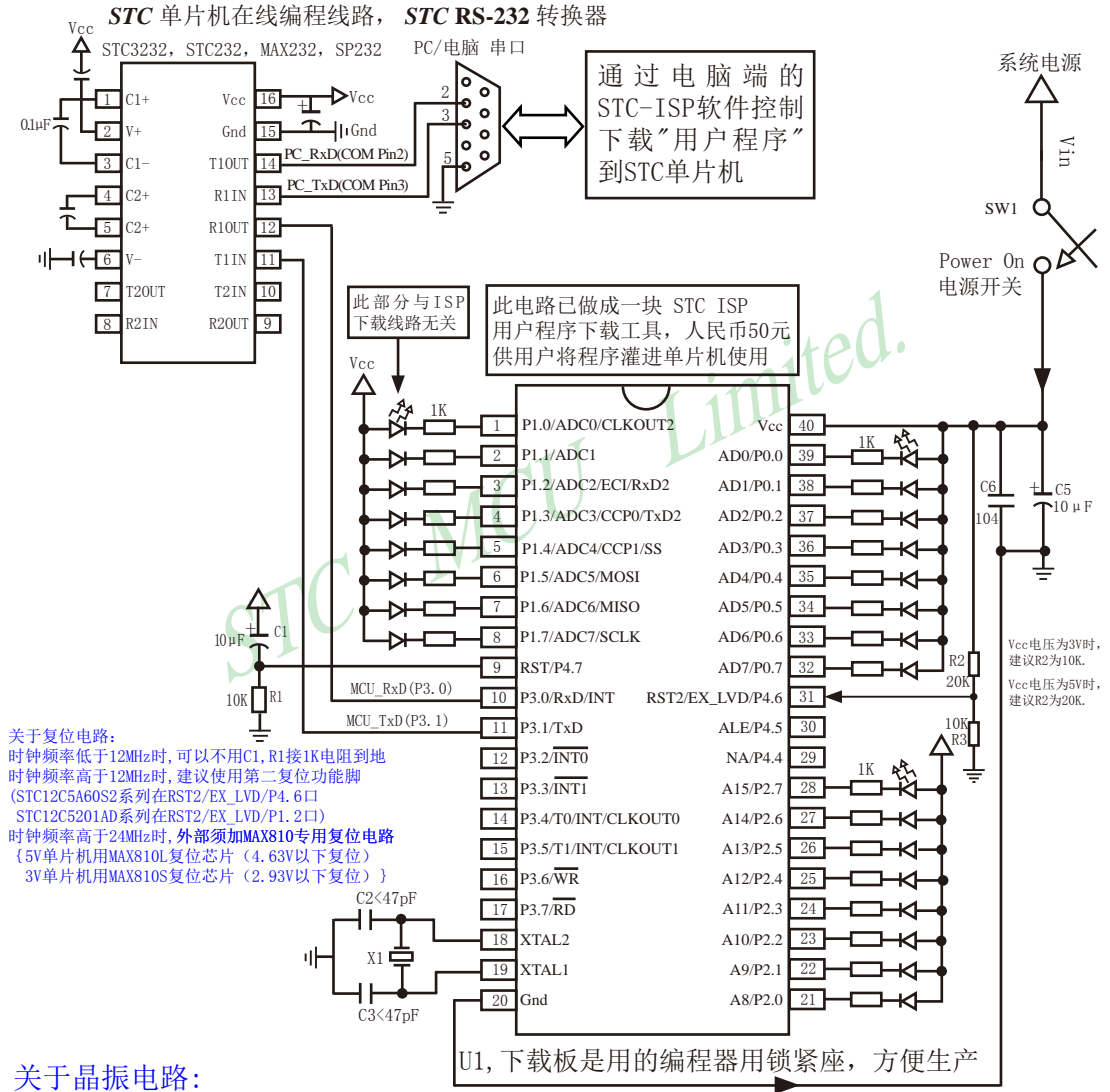 STC 单片机在线编程线路， STC RS-232 转换器
Vcc
STC3232，STC232，MAX232，SP232
PC/电脑 串口
系统电源
通过电脑端的
STC-ISP软件控制
下载"用户程序"
到STC单片机
0.1μF
1 C1+
2 V+
3 C1-
4 C2+
5 C2+
6 V-
7 T2OUT
8 R2IN
Vcc 16
Gnd 15
T1OUT 14
R1IN 13
R1OUT 12
T1IN 11
T2IN 10
R2OUT 9
+
Vcc
Gnd
PC_RxD(COM Pin2)
PC_TxD(COM Pin3)
2
3
5
Vin
SW1
Power On
电源开关
此部分与ISP
下载线路无关
此电路已做成一块 STC ISP
用户程序下载工具，人民币50元
供用户将程序灌进单片机使用
Vcc
1K
1 P1.0/ADC0/CLKOUT2
2 P1.1/ADC1
3 P1.2/ADC2/ECI/RxD2
4 P1.3/ADC3/CCP0/TxD2
5 P1.4/ADC4/CCP1/SS
6 P1.5/ADC5/MOSI
7 P1.6/ADC6/MISO
8 P1.7/ADC7/SCLK
9 RST/P4.7
10 P3.0/RxD/INT
11 P3.1/TxD
12 P3.2/INT0
13 P3.3/INT1
14 P3.4/T0/INT/CLKOUT0
15 P3.5/T1/INT/CLKOUT1
16 P3.6/WR
17 P3.7/RD
18 XTAL2
19 XTAL1
20 Gnd
Vcc 40
AD0/P0.0 39
AD1/P0.1 38
AD2/P0.2 37
AD3/P0.3 36
AD4/P0.4 35
AD5/P0.5 34
AD6/P0.6 33
AD7/P0.7 32
RST2/EX_LVD/P4.6 31
ALE/P4.5 30
NA/P4.4 29
A15/P2.7 28
A14/P2.6 27
A13/P2.5 26
A12/P2.4 25
A11/P2.3 24
A10/P2.2 23
A9/P2.1 22
A8/P2.0 21
1K
C6
104
+
C5
10μF
R2
20K
10K
R3
1K
Vcc电压为3V时，
建议R2为10K.
Vcc电压为5V时，
建议R2为20K.
10μF
+
C1
10K
R1
MCU_RxD(P3.0)
MCU_TxD(P3.1)
关于复位电路：
时钟频率低于12MHz时,可以不用C1,R1接1K电阻到地
时钟频率高于12MHz时,建议使用第二复位功能脚
(STC12C5A60S2系列在RST2/EX_LVD/P4.6口
STC12C5201AD系列在RST2/EX_LVD/P1.2口)
时钟频率高于24MHz时,外部须加MAX810专用复位电路
{5V单片机用MAX810L复位芯片（4.63V以下复位）
3V单片机用MAX810S复位芯片（2.93V以下复位）}
C2<47pF
X1
C3<47pF
STC MCU Limited.
U1,下载板是用的编程器用锁紧座，方便生产
关于晶振电路：